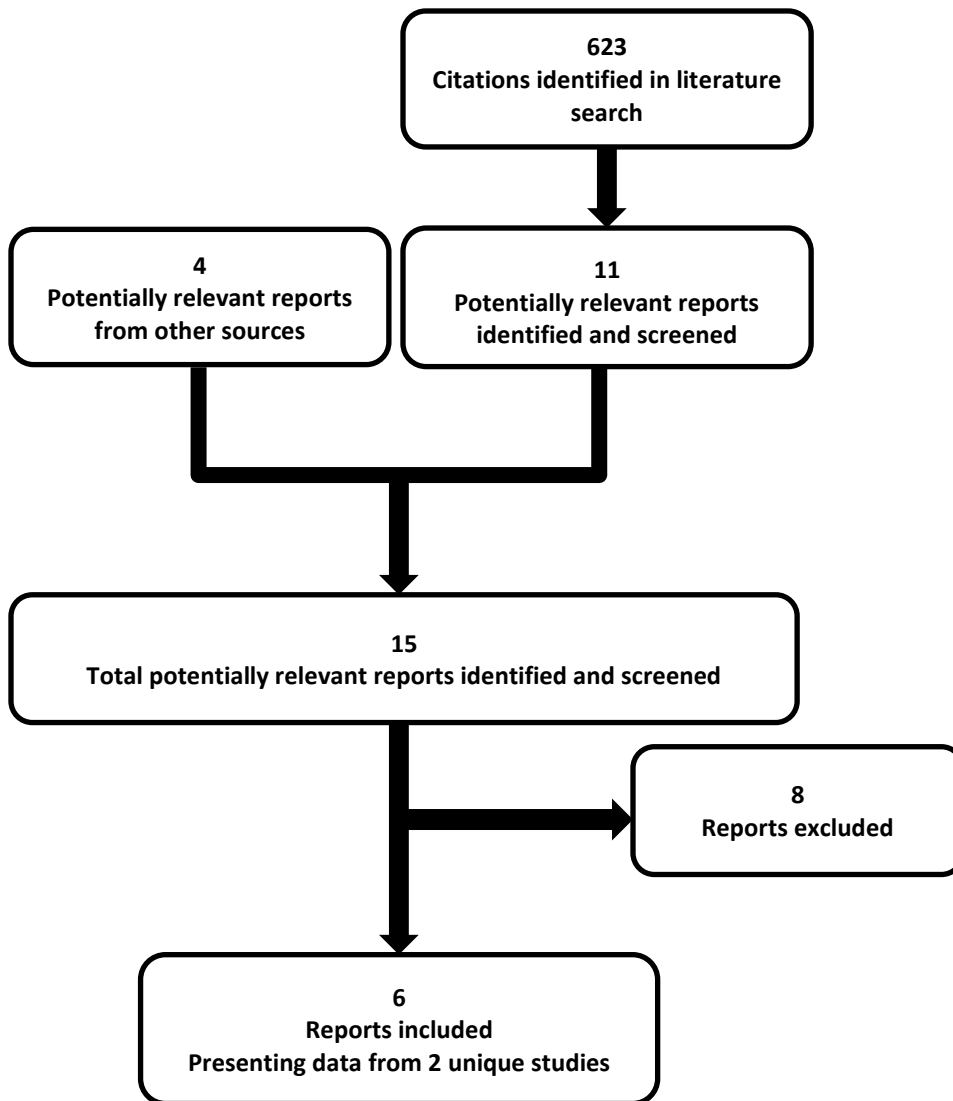 623
Citations identified in literature
search
4
Potentially relevant reports
from other sources
11
Potentially relevant reports
identified and screened
15
Total potentially relevant reports identified and screened
8
Reports excluded
6
Reports included
Presenting data from 2 unique studies